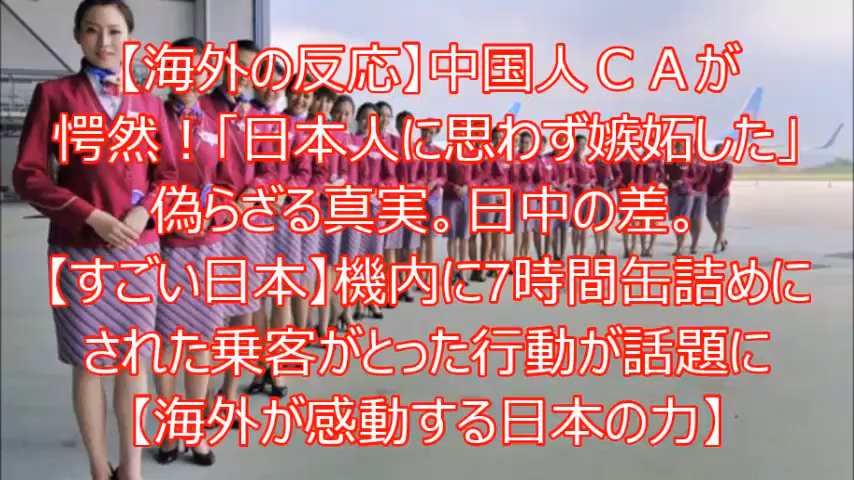 【海外の反応】中国人ＣＡが
愕然！「日本人に思わず嫉妬した」
偽らざる真実。日中の差。
【すごい日本】機内に7時間缶詰めに
された乗客がとった行動が話題に
【海外が感動する日本の力】